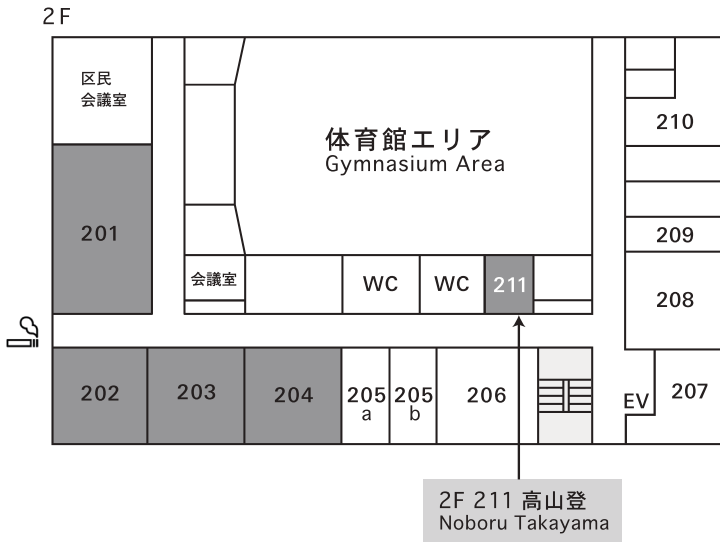 2F
区民
会議室
体育館エリア
Gymnasium Area
210
201
209
会議室
WC
WC
211
208
202
203
204
205
a
205
b
206
EV
207
2F 211 高山登
Noboru Takayama